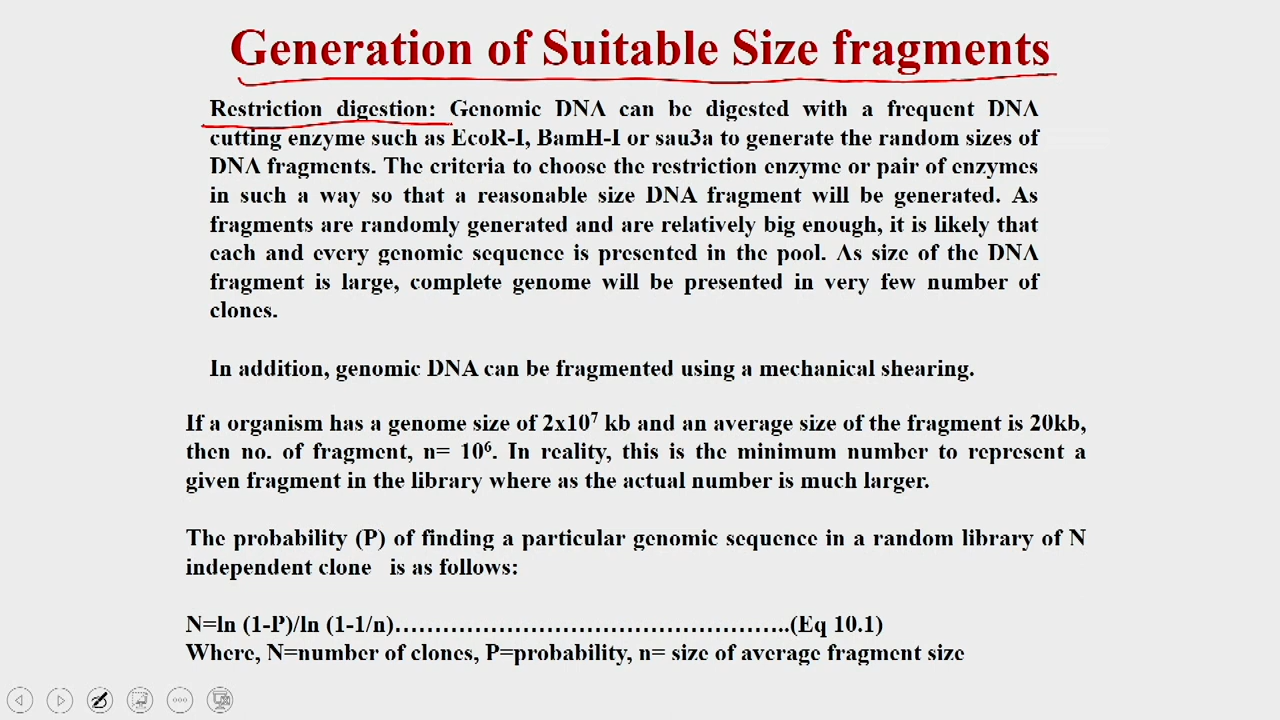 Generation of Suitable Size fragments
Restriction digestion: Genomic DNA can be digested with a frequent DNA
cutting enzyme such as EcoR-I, BamH-I or sau3a to generate the random sizes of
DNA fragments. The criteria to choose the restriction enzyme or pair of enzymes
in such a way so that a reasonable size DNA fragment will be generated. As
fragments are randomly generated and are relatively big enough, it is likely that
each and every genomic sequence is presented in the pool. As size of the DNA
fragment is large, complete genome will be presented in very few number of
clones.
In addition, genomic DNA can be fragmented using a mechanical shearing.
If a organism has a genome size of 2x10⁷ kb and an average size of the fragment is 20kb,
then no. of fragment, n= 10⁶. In reality, this is the minimum number to represent a
given fragment in the library where as the actual number is much larger.
The probability (P) of finding a particular genomic sequence in a random library of N
independent clone is as follows:
N=ln (1-P)/ln (1-1/n)……………………………………………..(Eq 10.1)
Where, N=number of clones, P=probability, n= size of average fragment size